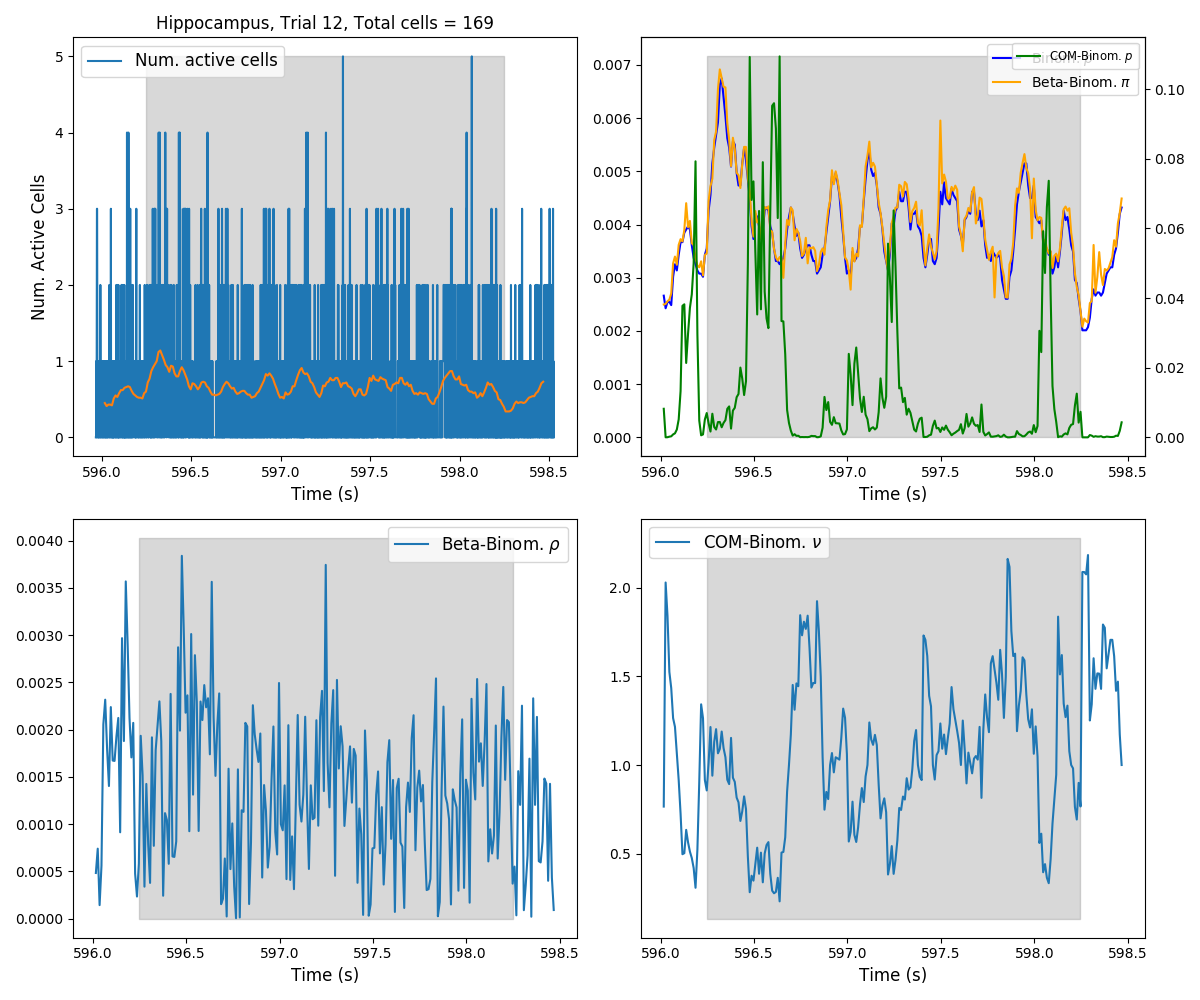 Hippocampus, Trial 12, Total cells = 169
Num. active cells
Num. Active Cells
5
4
3
2
1
0
596.0 596.5 597.0 597.5 598.0 598.5
Time (s)
COM-Binom. p
Beta-Binom. π
0.007
0.006
0.005
0.004
0.003
0.002
0.001
0.000
0.10
0.08
0.06
0.04
0.02
0.00
596.0 596.5 597.0 597.5 598.0 598.5
Time (s)
Beta-Binom. ρ
0.0040
0.0035
0.0030
0.0025
0.0020
0.0015
0.0010
0.0005
0.0000
596.0 596.5 597.0 597.5 598.0 598.5
Time (s)
COM-Binom. ν
2.0
1.5
1.0
0.5
596.0 596.5 597.0 597.5 598.0 598.5
Time (s)